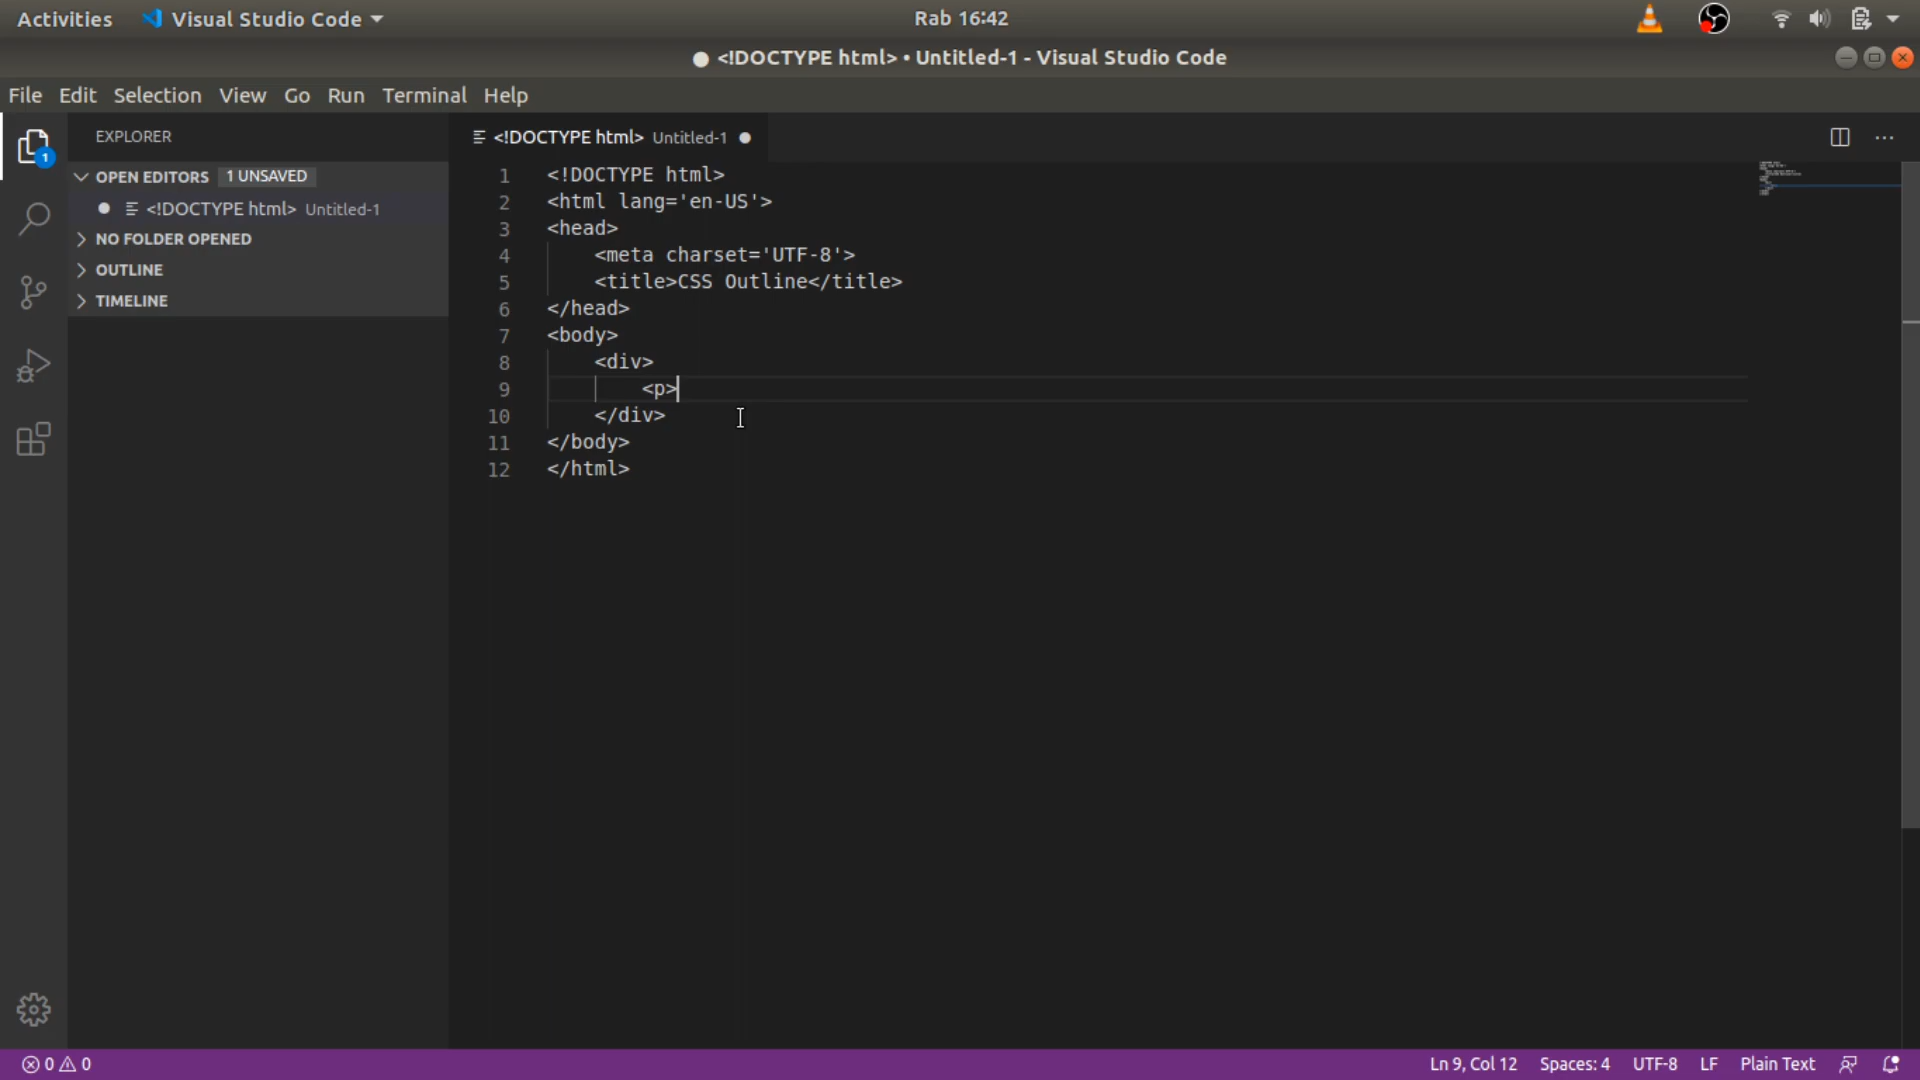 Activities Visual Studio Code Rab 16:42
<!DOCTYPE html> • Untitled-1 - Visual Studio Code
File Edit Selection View Go Run Terminal Help
EXPLORER
OPEN EDITORS 1 UNSAVED
<!DOCTYPE html> Untitled-1
NO FOLDER OPENED
OUTLINE
TIMELINE
1
<!DOCTYPE html> Untitled-1
1 <!DOCTYPE html>
2 <html lang='en-US'>
3 <head>
4 <meta charset='UTF-8'>
5 <title>CSS Outline</title>
6 </head>
7 <body>
8 <div>
9 <p>
10 </div>
11 </body>
12 </html>
0 0 Ln 9, Col 12 Spaces: 4 UTF-8 LF Plain Text